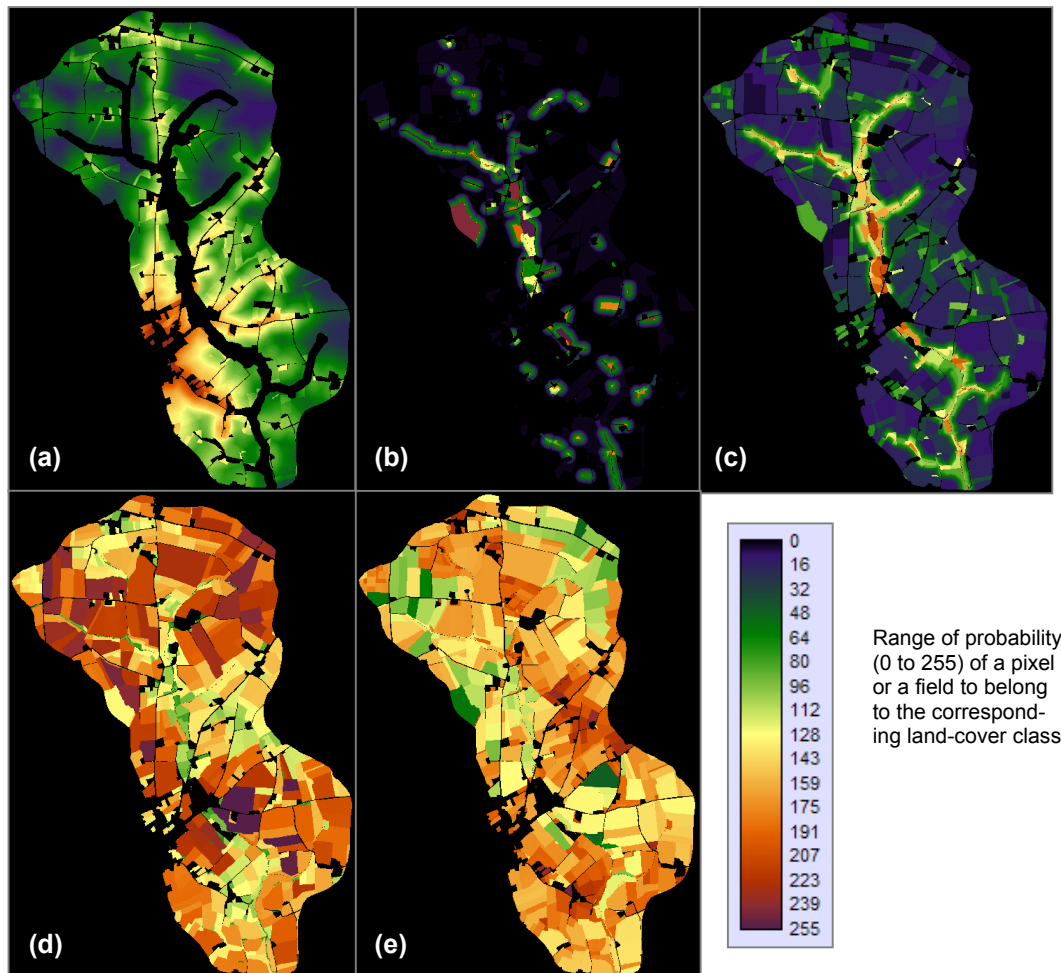 (a)
(b)
(c)
(d)
(e)
0
16
32
48
64
80
96
112
128
143
159
175
191
207
223
239
255
Range of probability
(0 to 255) of a pixel
or a field to belong
to the correspond-
ing land-cover class